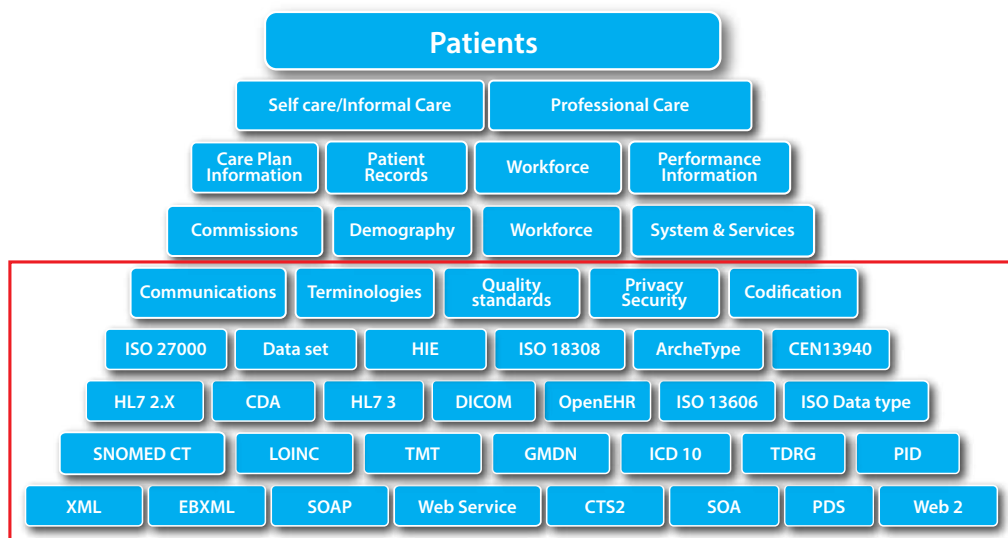 Patients
Self care/Informal Care
Professional Care
Care Plan
Information
Patient
Records
Workforce
Performance
Information
Commissions
Demography
Workforce
System & Services
Communications
Terminologies
Quality
standards
Privacy
Security
Codification
ISO 27000
Data set
HIE
ISO 18308
ArcheType
CEN13940
HL7 2.X
CDA
HL7 3
DICOM
OpenEHR
ISO 13606
ISO Data type
SNOMED CT
LOINC
TMT
GMDN
ICD 10
TDRG
PID
XML
EBXML
SOAP
Web Service
CTS2
SOA
PDS
Web 2